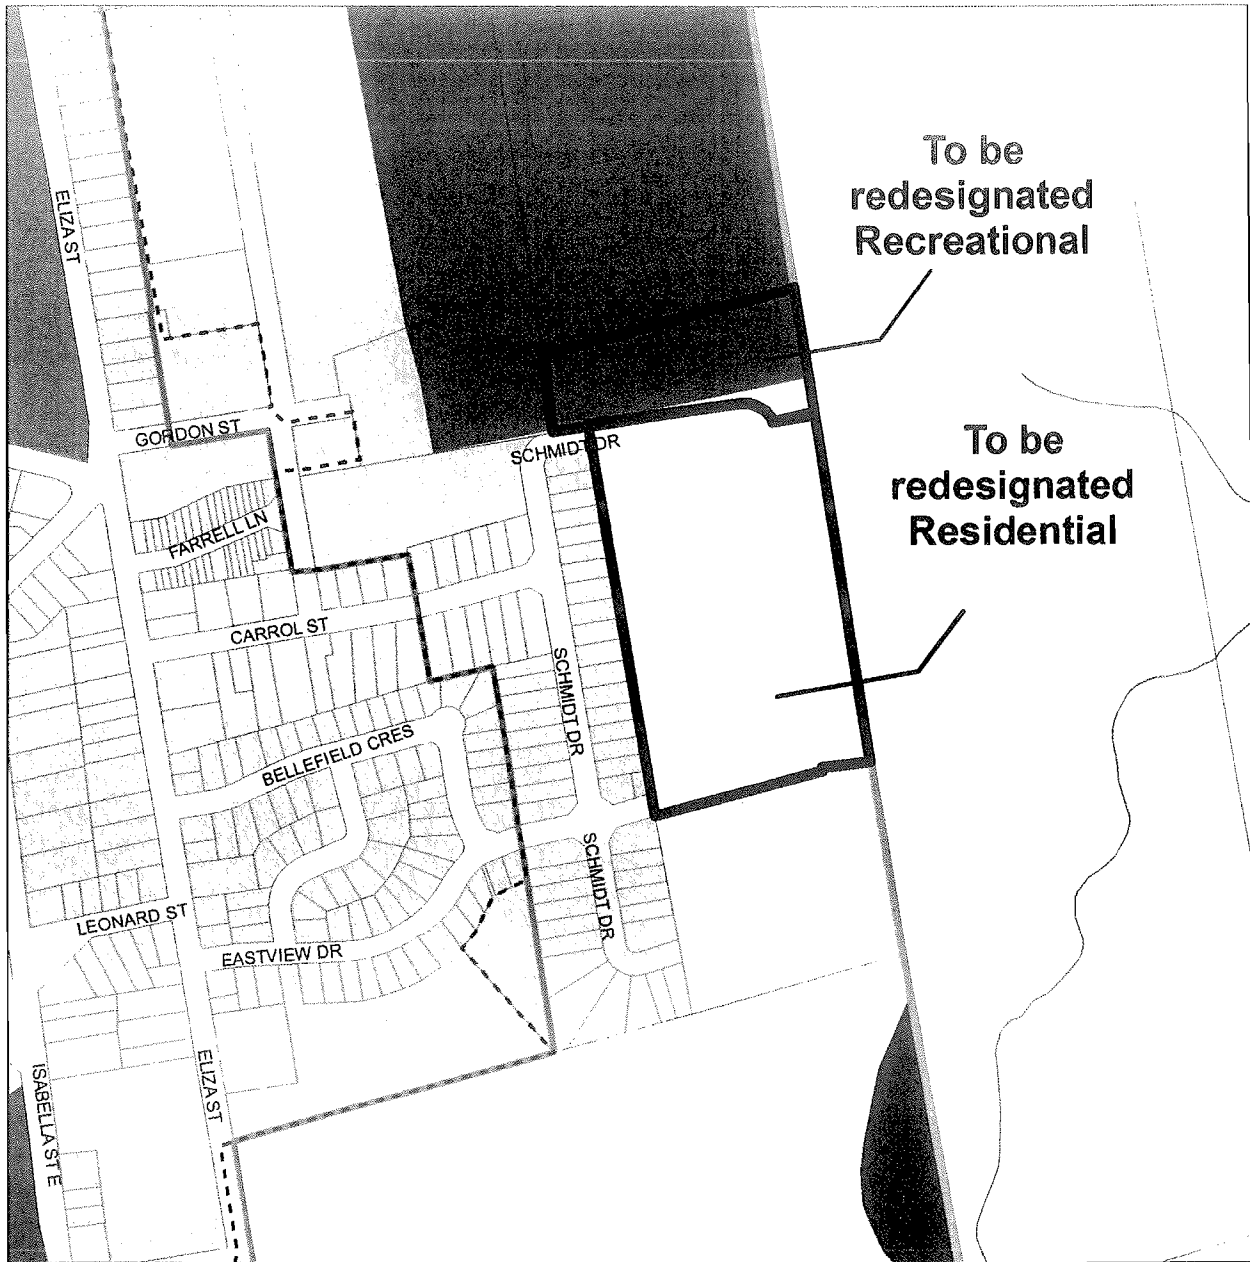 To be
redesignated
Recreational
ELIZA ST
GORDON ST
SCHMIDT DR
To be
redesignated
Residential
FARRELL LN
CARROL ST
SCHMIDT DR
BELLEFIELD CRES
SCHMIDT DR
LEONARD ST
EASTVIEW DR
ELIZA ST
ISABELLA ST E